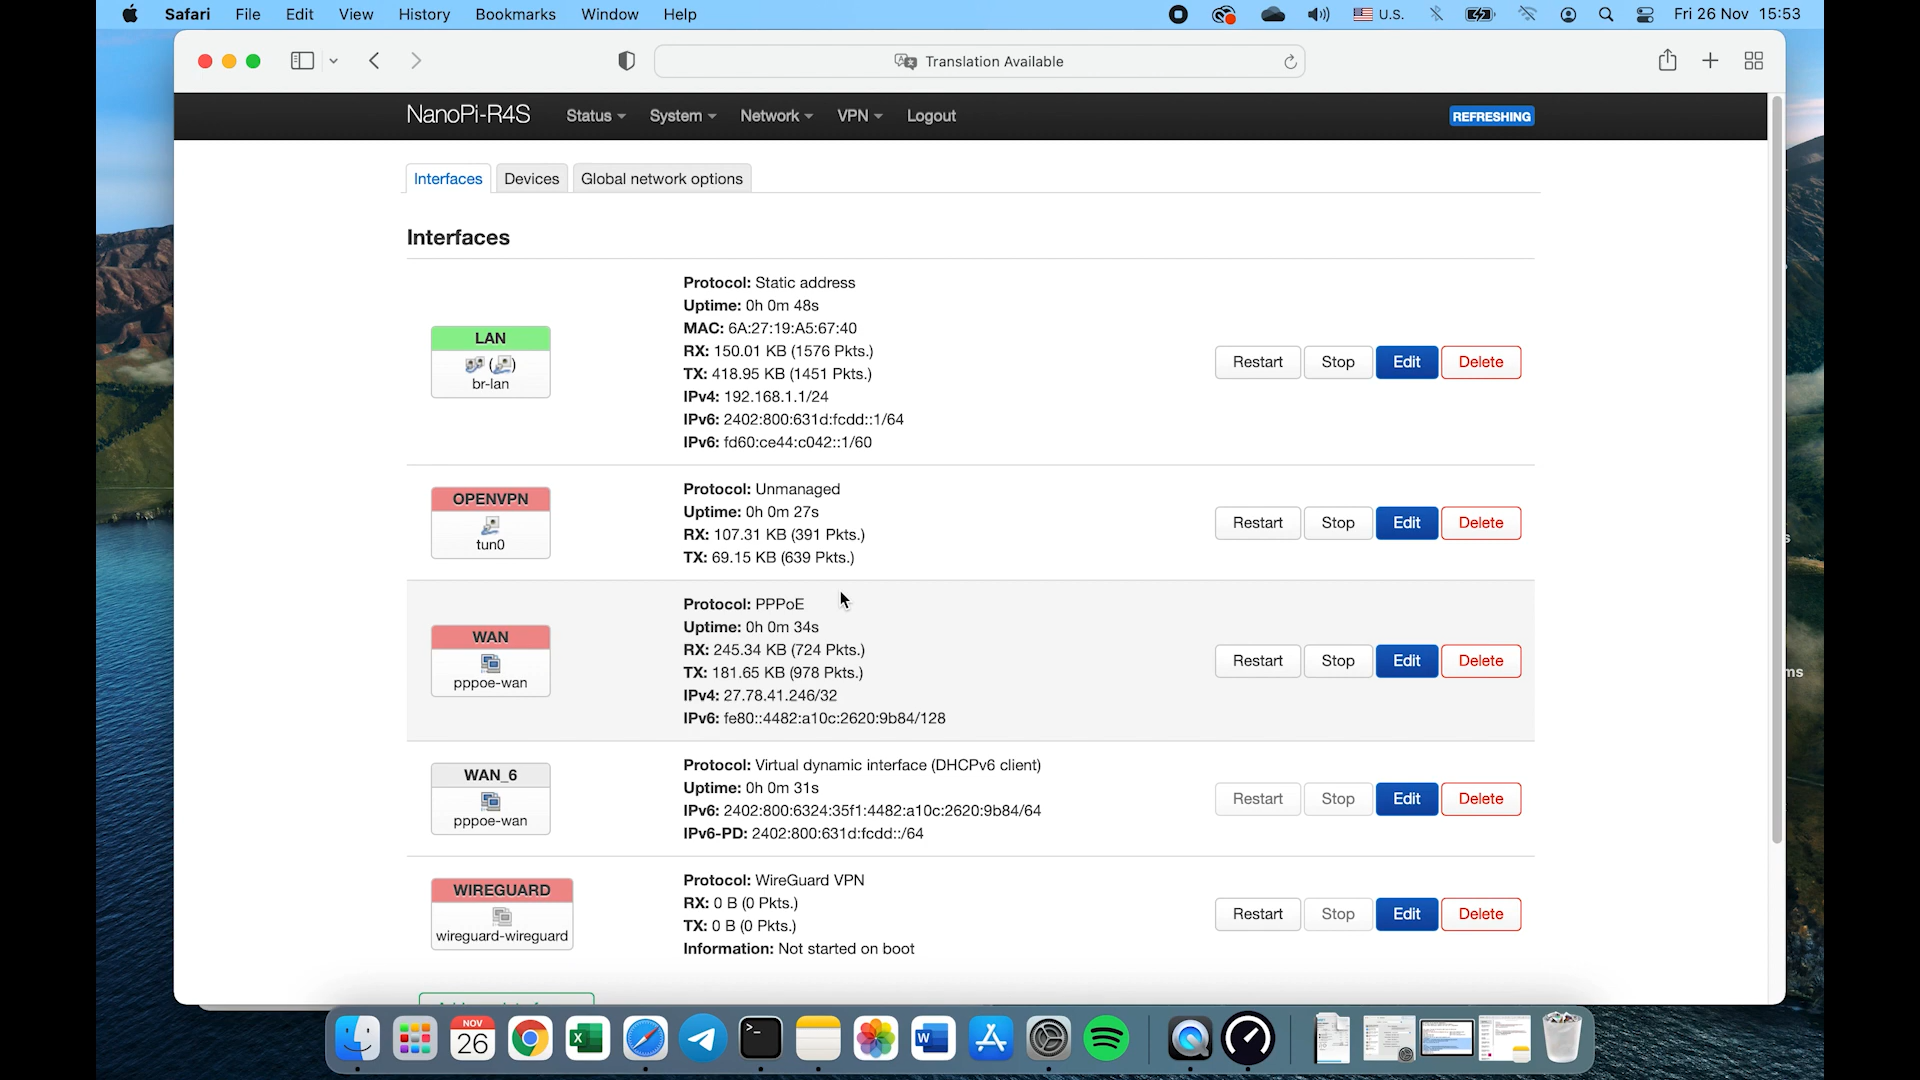 Safari File Edit View History Bookmarks Window Help U.S. Fri 26 Nov 15:53
Translation Available
NanoPi-R4S Status System Network VPN Logout REFRESHING
Interfaces Devices Global network options
Interfaces
LAN
br-lan
Protocol: Static address
Uptime: 0h 0m 48s
MAC: 6A:27:19:A5:67:40
RX: 150.01 KB (1576 Pkts.)
TX: 418.95 KB (1451 Pkts.)
IPv4: 192.168.1.1/24
IPv6: 2402:800:631d:fcdd::1/64
IPv6: fd60:ce44:c042::1/60
Restart Stop Edit Delete
OPENVPN
tun0
Protocol: Unmanaged
Uptime: 0h 0m 27s
RX: 107.31 KB (391 Pkts.)
TX: 69.15 KB (639 Pkts.)
Restart Stop Edit Delete
WAN
pppoe-wan
Protocol: PPPoE
Uptime: 0h 0m 34s
RX: 245.34 KB (724 Pkts.)
TX: 181.65 KB (978 Pkts.)
IPv4: 27.78.41.246/32
IPv6: fe80::4482:a10c:2620:9b84/128
Restart Stop Edit Delete
WAN_6
pppoe-wan
Protocol: Virtual dynamic interface (DHCPv6 client)
Uptime: 0h 0m 31s
IPv6: 2402:800:6324:35f1:4482:a10c:2620:9b84/64
IPv6-PD: 2402:800:631d:fcdd::/64
Restart Stop Edit Delete
WIREGUARD
wireguard-wireguard
Protocol: WireGuard VPN
RX: 0 B (0 Pkts.)
TX: 0 B (0 Pkts.)
Information: Not started on boot
Restart Stop Edit Delete
NOV
26